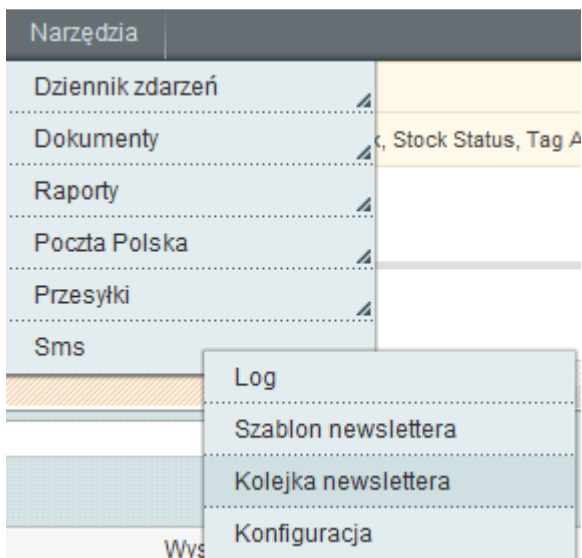 Narzędzia
Dziennik zdarzeń
Dokumenty
, Stock Status, Tag
Raporty
Poczta Polska
Przesyłki
Sms
Log
Szablon newslettera
Kolejka newslettera
Konfiguracja